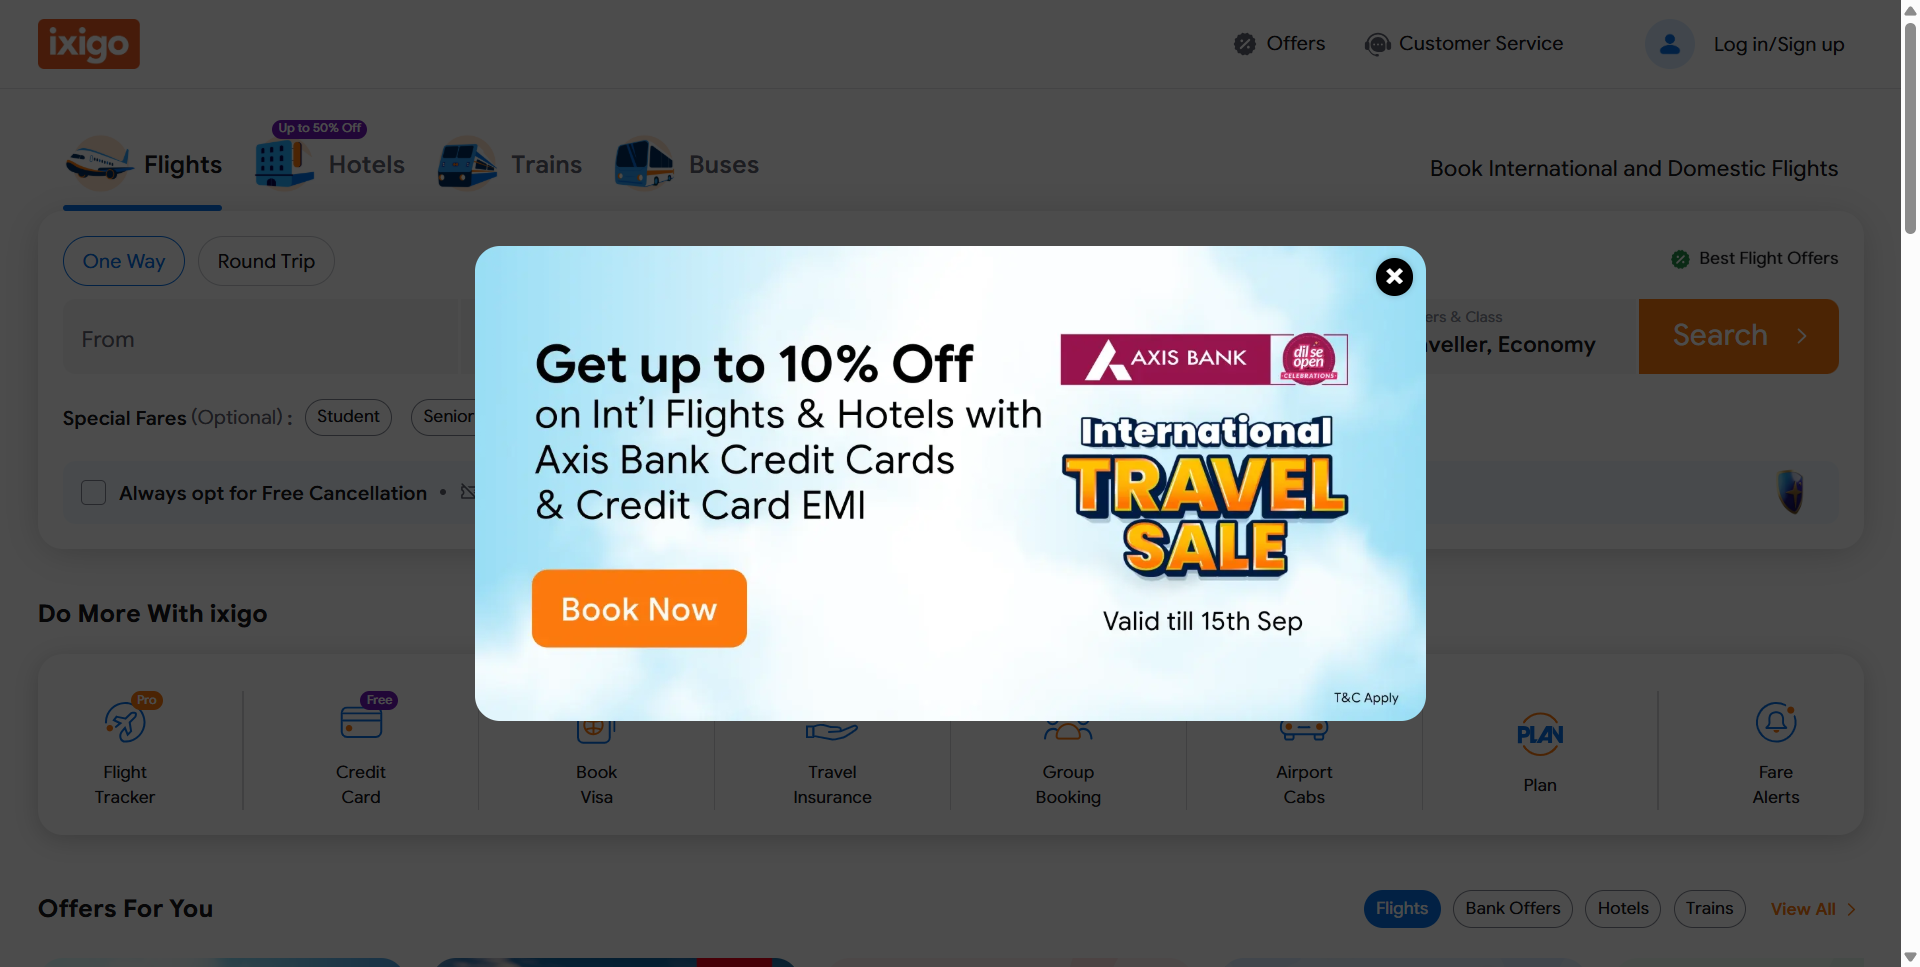 ixigo
Offers
Customer Service
Log in/Sign up
Up to 50% Off
Flights
Hotels
Trains
Buses
Book International and Domestic Flights
One Way
Round Trip
Best Flight Offers
From
ers & Class
veller, Economy
Search
Special Fares (Optional) :
Student
Senior
Always opt for Free Cancellation •
Get up to 10% Off
on Int'l Flights & Hotels with
Axis Bank Credit Cards
& Credit Card EMI
Book Now
AXIS BANK
dil se
open
CELEBRATIONS
International
TRAVEL
SALE
Valid till 15th Sep
T&C Apply
Do More With ixigo
Pro
Flight
Tracker
Free
Credit
Card
Book
Visa
Travel
Insurance
Group
Booking
Airport
Cabs
PLAN
Plan
Fare
Alerts
Offers For You
Flights
Bank Offers
Hotels
Trains
View All